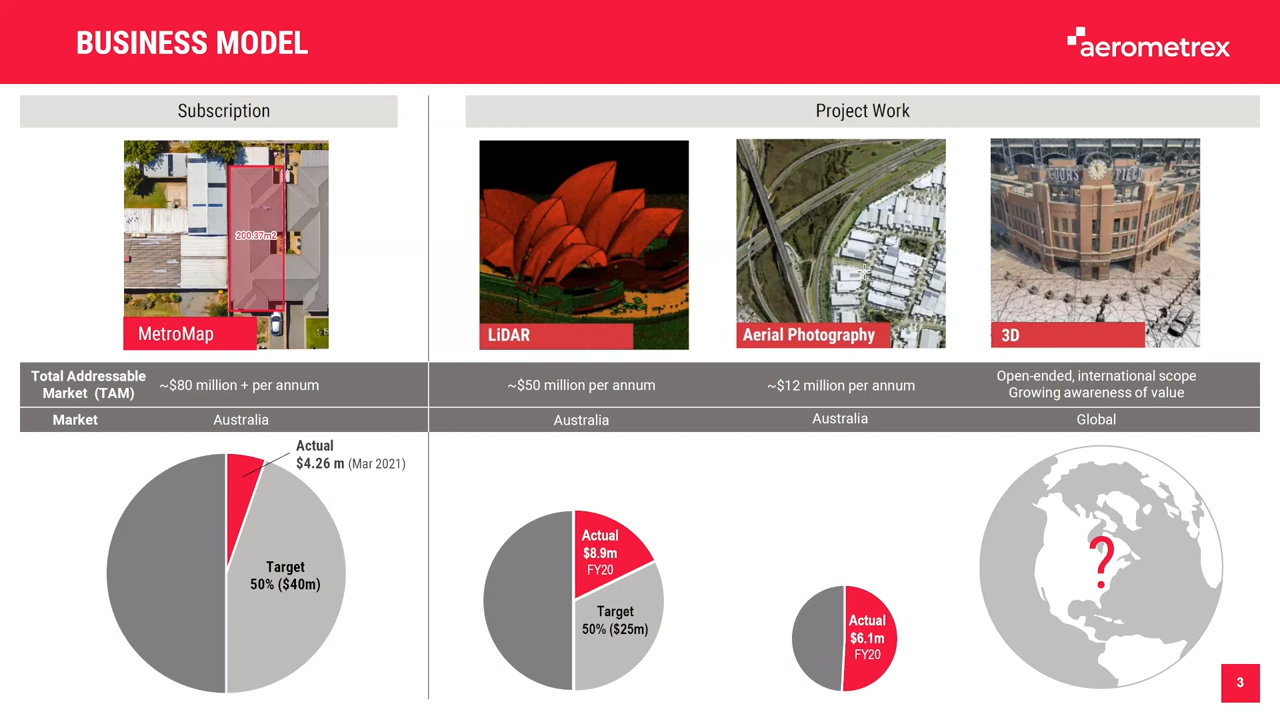 BUSINESS MODEL
aerometrex
Subscription
Project Work
200.37m2
MetroMap
LiDAR
Aerial Photography
COORS FIELD
3D
Total Addressable
Market (TAM)
~$80 million + per annum
~$50 million per annum
~$12 million per annum
Open-ended, international scope
Growing awareness of value
Market
Australia
Australia
Australia
Global
Actual
$4.26 m (Mar 2021)
Target
50% ($40m)
Actual
$8.9m
FY20
Target
50% ($25m)
Actual
$6.1m
FY20
?
3